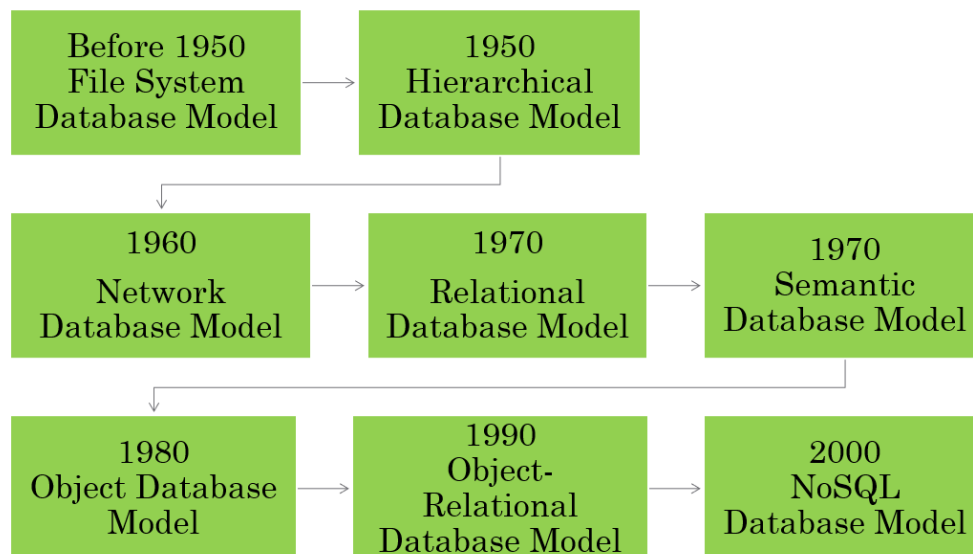 Before 1950
File System
Database Model
1950
Hierarchical
Database Model
1960
Network
Database Model
1970
Relational
Database Model
1970
Semantic
Database Model
1980
Object Database
Model
1990
Object-
Relational
Database Model
2000
NoSQL
Database Model